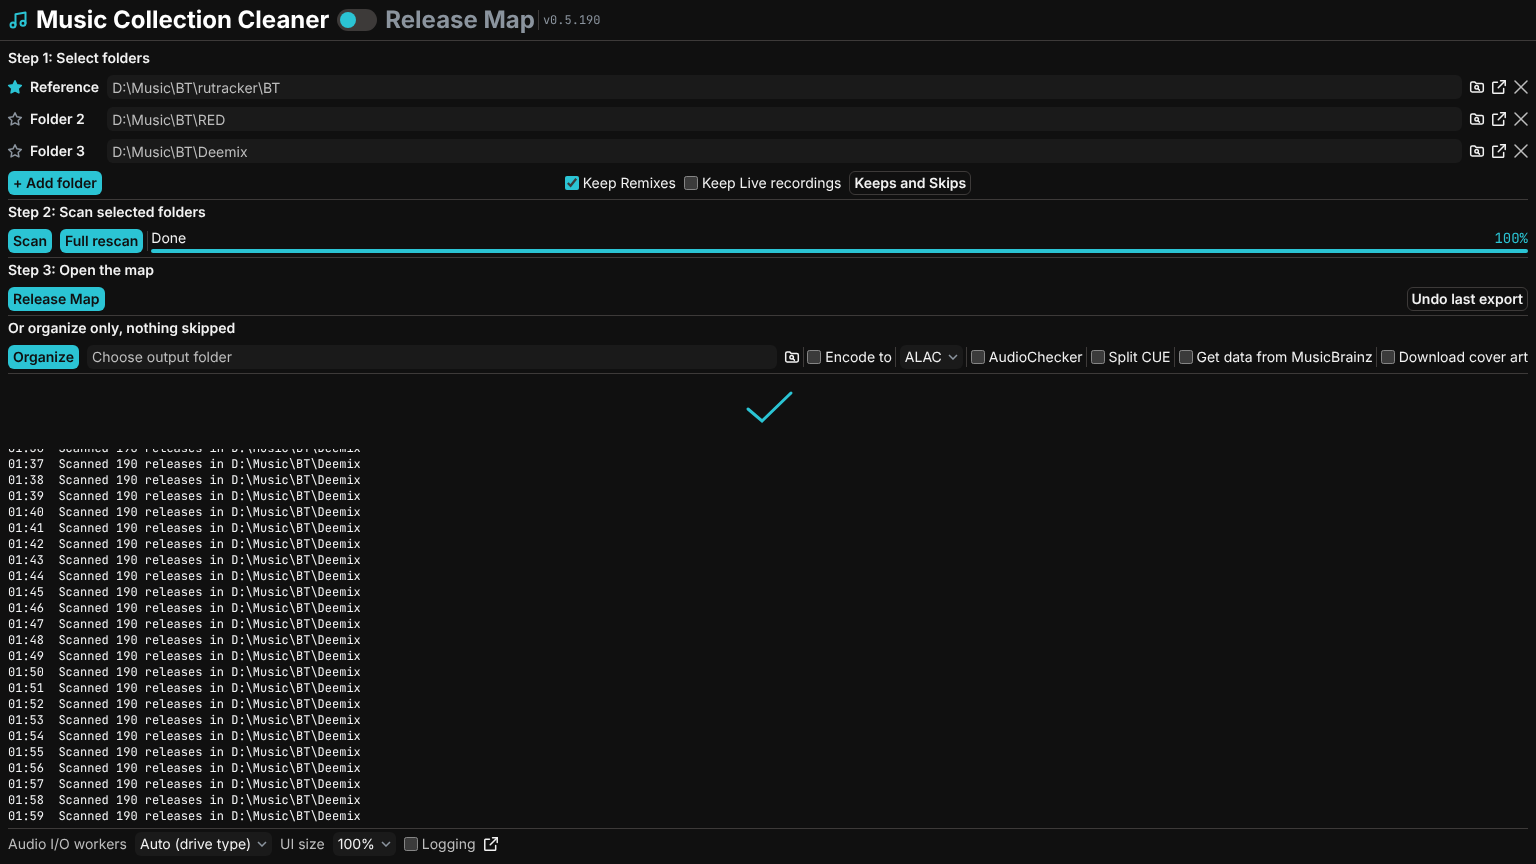 Music Collection Cleaner Release Map v0.5.190
Step 1: Select folders
Reference D:\Music\BT\rutracker\BT
Folder 2 D:\Music\BT\RED
Folder 3 D:\Music\BT\Deemix
+ Add folder Keep Remixes Keep Live recordings Keeps and Skips
Step 2: Scan selected folders
Scan Full rescan Done 100%
Step 3: Open the map
Release Map Undo last export
Or organize only, nothing skipped
Organize Choose output folder Encode to ALAC AudioChecker Split CUE Get data from MusicBrainz Download cover art
01:36 Scanned 190 releases in D:\Music\BT\Deemix
01:37 Scanned 190 releases in D:\Music\BT\Deemix
01:38 Scanned 190 releases in D:\Music\BT\Deemix
01:39 Scanned 190 releases in D:\Music\BT\Deemix
01:40 Scanned 190 releases in D:\Music\BT\Deemix
01:41 Scanned 190 releases in D:\Music\BT\Deemix
01:42 Scanned 190 releases in D:\Music\BT\Deemix
01:43 Scanned 190 releases in D:\Music\BT\Deemix
01:44 Scanned 190 releases in D:\Music\BT\Deemix
01:45 Scanned 190 releases in D:\Music\BT\Deemix
01:46 Scanned 190 releases in D:\Music\BT\Deemix
01:47 Scanned 190 releases in D:\Music\BT\Deemix
01:48 Scanned 190 releases in D:\Music\BT\Deemix
01:49 Scanned 190 releases in D:\Music\BT\Deemix
01:50 Scanned 190 releases in D:\Music\BT\Deemix
01:51 Scanned 190 releases in D:\Music\BT\Deemix
01:52 Scanned 190 releases in D:\Music\BT\Deemix
01:53 Scanned 190 releases in D:\Music\BT\Deemix
01:54 Scanned 190 releases in D:\Music\BT\Deemix
01:55 Scanned 190 releases in D:\Music\BT\Deemix
01:56 Scanned 190 releases in D:\Music\BT\Deemix
01:57 Scanned 190 releases in D:\Music\BT\Deemix
01:58 Scanned 190 releases in D:\Music\BT\Deemix
01:59 Scanned 190 releases in D:\Music\BT\Deemix
Audio I/O workers Auto (drive type) UI size 100% Logging